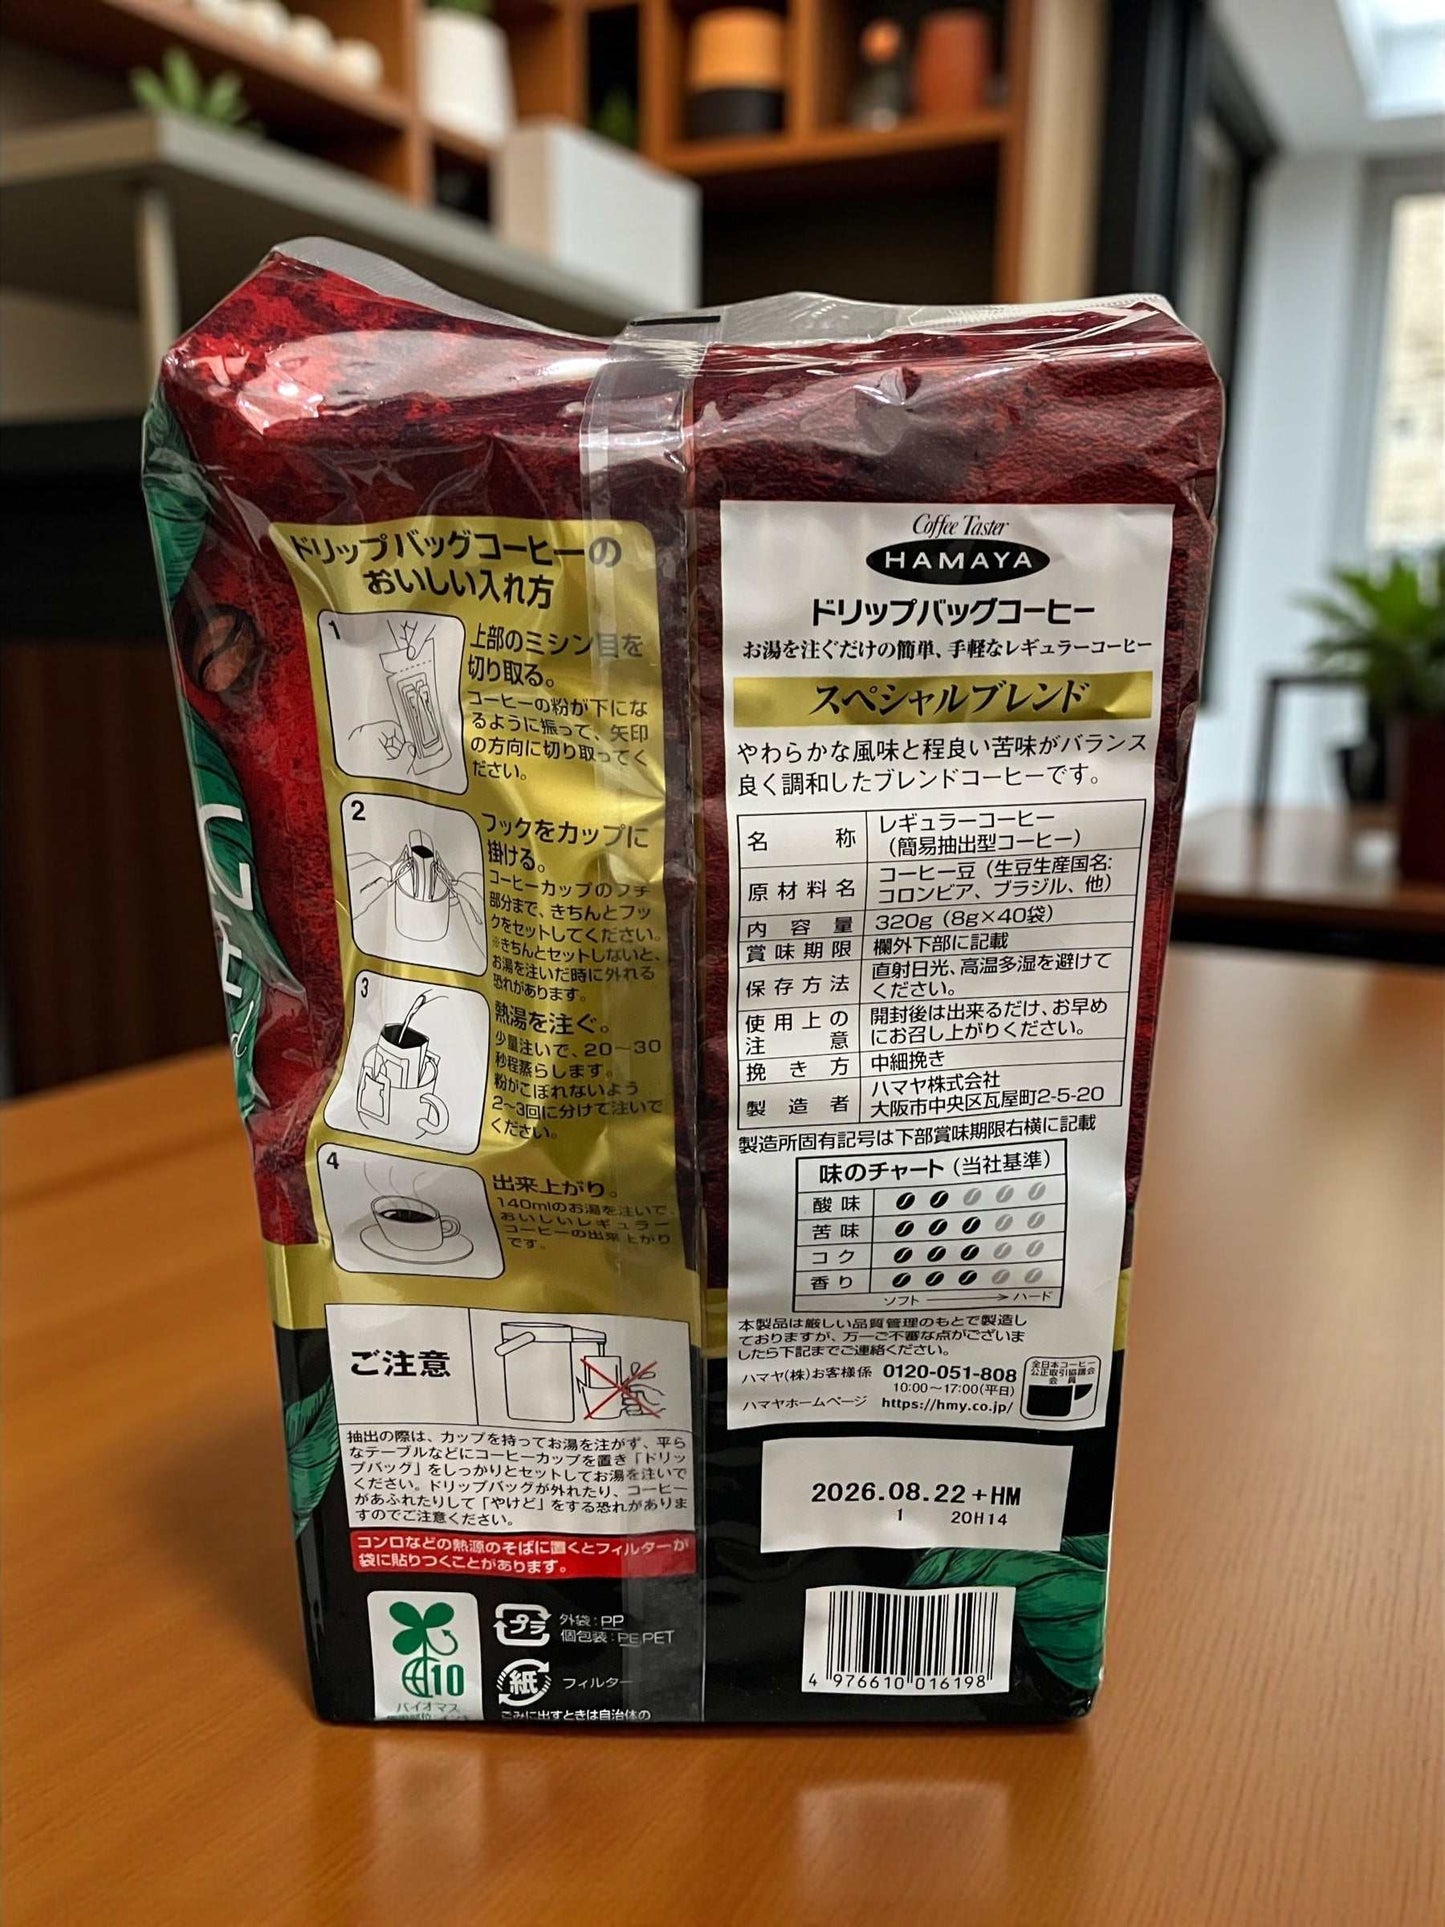 ドリップバッグコーヒーの
おいしい入れ方
1
上部のミシン目を
切り取る。
コーヒーの粉が下にな
るように振って、矢印
の方向に切り取ってく
ださい。
2
フックをカップに
掛ける。
コーヒーカップのフチ
部分まで、きちんとフッ
クをセットしてください。
※きちんとセットしないと、
お湯を注いだ時に外れる
恐れがあります。
3
熱湯を注ぐ。
少量注いで、20〜30
秒程蒸らします。
粉がこぼれないよう
2〜3回に分けて注いで
ください。
4
出来上がり。
140mlのお湯を注いで、
おいしいレギュラー
コーヒーの出来上がり
です。
ご注意
抽出の際は、カップを持ってお湯を注がず、平ら
なテーブルなどにコーヒーカップを置き「ドリッ
プバッグ」をしっかりとセットしてお湯を注いで
ください。ドリップバッグが外れたり、コーヒー
があふれたりして「やけど」をする恐れがありま
すのでご注意ください。
コンロなどの熱源のそばに置くとフィルターが
袋に貼りつくことがあります。
10
バイオマス
プラ
外袋:PP
個包装:PE,PET
紙
フィルター
ごみに出すときは自治体の
Coffee Taster
HAMAYA
ドリップバッグコーヒー
お湯を注ぐだけの簡単、手軽なレギュラーコーヒー
スペシャルブレンド
やわらかな風味と程良い苦味がバランス
良く調和したブレンドコーヒーです。
名称 レギュラーコーヒー
(簡易抽出型コーヒー)
原材料名 コーヒー豆(生豆生産国名:
コロンビア、ブラジル、他)
内容量 320g(8g×40袋)
賞味期限 欄外下部に記載
保存方法 直射日光、高温多湿を避けて
ください。
使用上の注意 開封後は出来るだけ、お早め
にお召し上がりください。
挽き方 中細挽き
製造者 ハマヤ株式会社
大阪市中央区瓦屋町2-5-20
製造所固有記号は下部賞味期限右横に記載
味のチャート(当社基準)
酸味
苦味
コク
香り
ソフト ハード
本製品は厳しい品質管理のもとで製造し
ておりますが、万一ご不審な点がございま
したら下記までご連絡ください。
ハマヤ(株)お客様係 0120-051-808
10:00〜17:00(平日)
ハマヤホームページ https://hmy.co.jp/
全日本コーヒー
公正取引協議会
会員
2026.08.22+HM
1 20H14
4 976610 016198